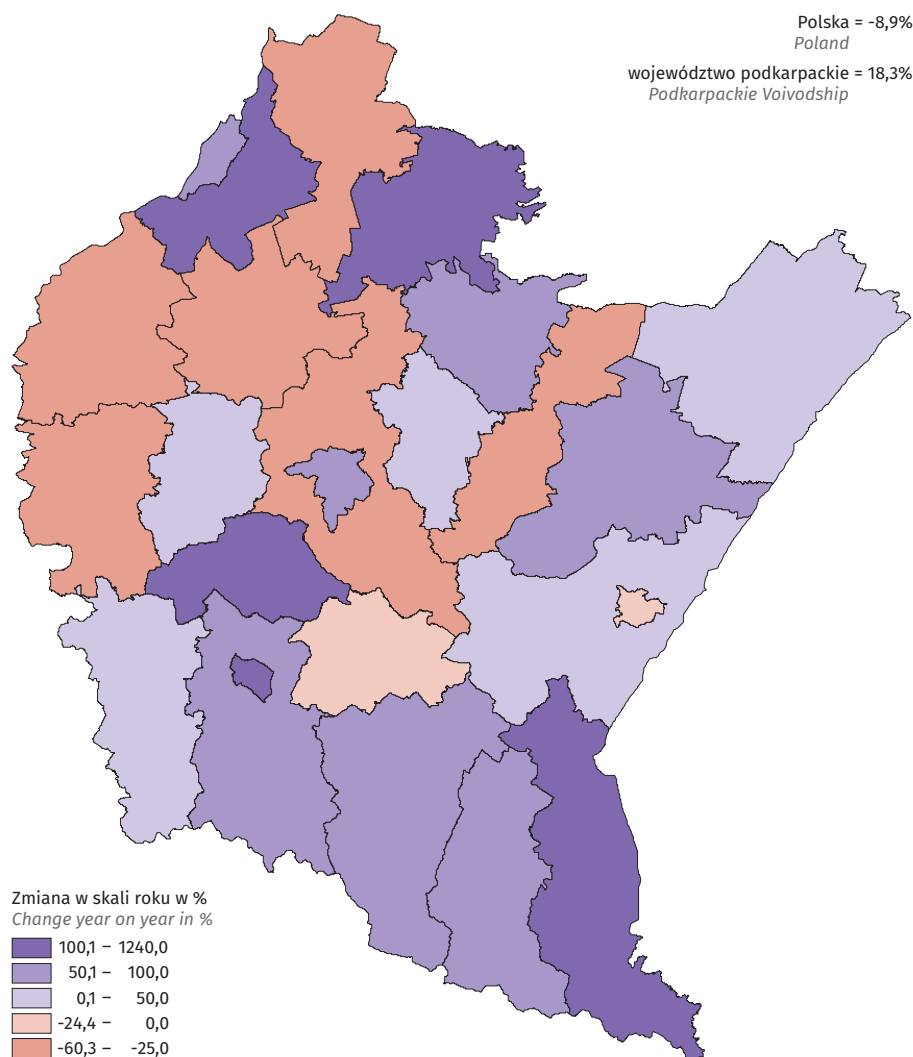 Polska = -8,9%
Poland
województwo podkarpackie = 18,3%
Podkarpackie Voivodship
Zmiana w skali roku w %
Change year on year in %
100,1 – 1240,0
50,1 – 100,0
0,1 – 50,0
-24,4 – 0,0
-60,3 – -25,0